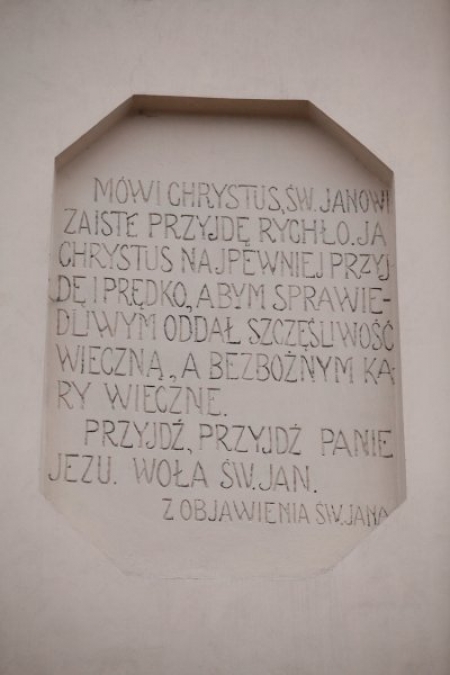 MÓWI CHRYSTUS, ŚW. JANOWI
ZAISTE PRZYJDĘ RYCHŁO. JA
CHRYSTUS NAJPEWNIEJ PRZYJ-
DĘ I PRĘDKO, ABYM SPRAWIE-
DLIWYM ODDAŁ SZCZĘŚLIWOŚĆ
WIECZNĄ, A BEZBOŻNYM KA-
RY WIECZNE.
PRZYJDŹ, PRZYJDŹ PANIE
JEZU. WOŁA ŚW. JAN.
Z OBJAWIENIA ŚW. JANA